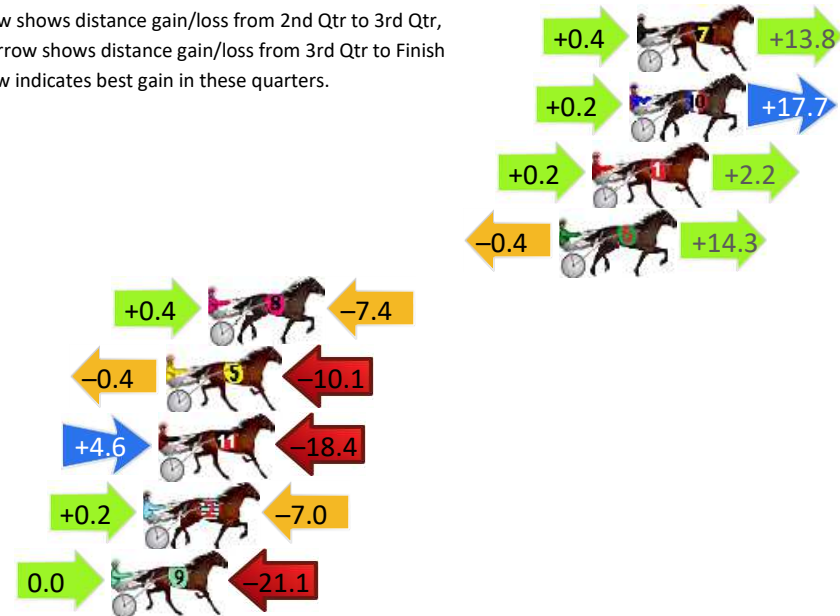 w shows distance gain/loss from 2nd Qtr to 3rd Qtr,
rrow shows distance gain/loss from 3rd Qtr to Finish
w indicates best gain in these quarters.
+0.4 7 +13.8
+0.2 10 +17.7
+0.2 1 +2.2
–0.4 6 +14.3
+0.4 8 –7.4
–0.4 5 –10.1
+4.6 11 –18.4
+0.2 2 –7.0
0.0 9 –21.1